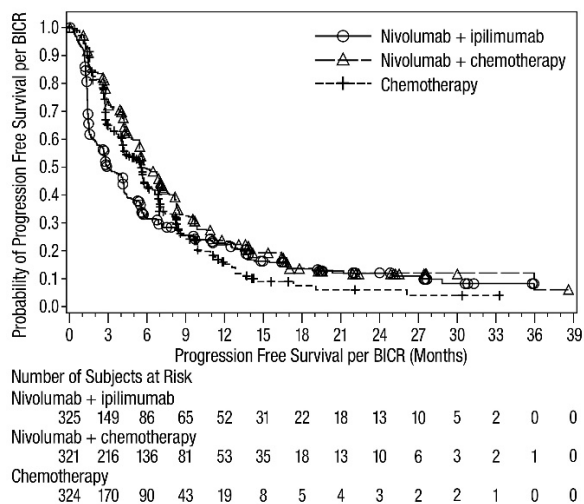 Probability of Progression Free Survival per BICR
1.0
0.9
0.8
0.7
0.6
0.5
0.4
0.3
0.2
0.1
0.0
Nivolumab + ipilimumab
Nivolumab + chemotherapy
Chemotherapy
0 3 6 9 12 15 18 21 24 27 30 33 36 39
Progression Free Survival per BICR (Months)
Number of Subjects at Risk
Nivolumab + ipilimumab
325 149 86 65 52 31 22 18 13 10 5 2 0 0
Nivolumab + chemotherapy
321 216 136 81 53 35 18 13 10 6 3 2 1 0
Chemotherapy
324 170 90 43 19 8 5 4 3 2 2 1 0 0